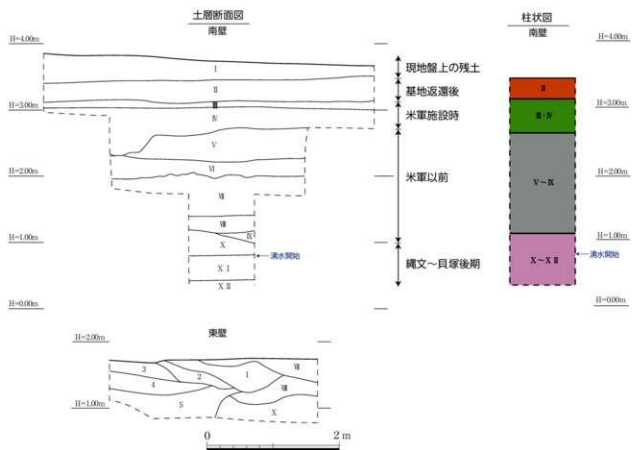 土層断面図
南壁
H=4.00m
H=3.00m
H=2.00m
H=1.00m
H=0.00m
Ⅰ
Ⅱ
Ⅲ
Ⅳ
Ⅴ
Ⅵ
Ⅶ
Ⅷ
Ⅸ
Ⅹ
ⅩⅠ
ⅩⅡ
湧水開始
現地盤上の残土
基地返還後
米軍施設時
米軍以前
縄文～貝塚後期
柱状図
南壁
H=4.00m
H=3.00m
H=2.00m
H=1.00m
H=0.00m
Ⅱ
Ⅲ・Ⅳ
Ⅴ～Ⅸ
Ⅹ～ⅩⅡ
湧水開始
東壁
H=2.00m
H=1.00m
3
4
2
1
5
Ⅶ
Ⅷ
Ⅹ
0 2 m